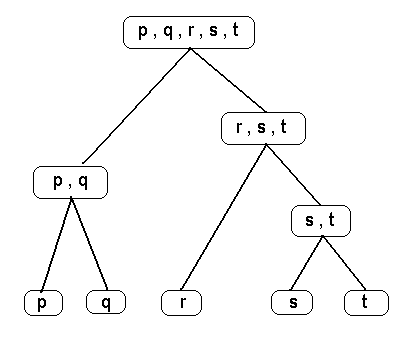 p , q , r , s , t
r , s , t
p , q
s , t
p
q
r
s
t